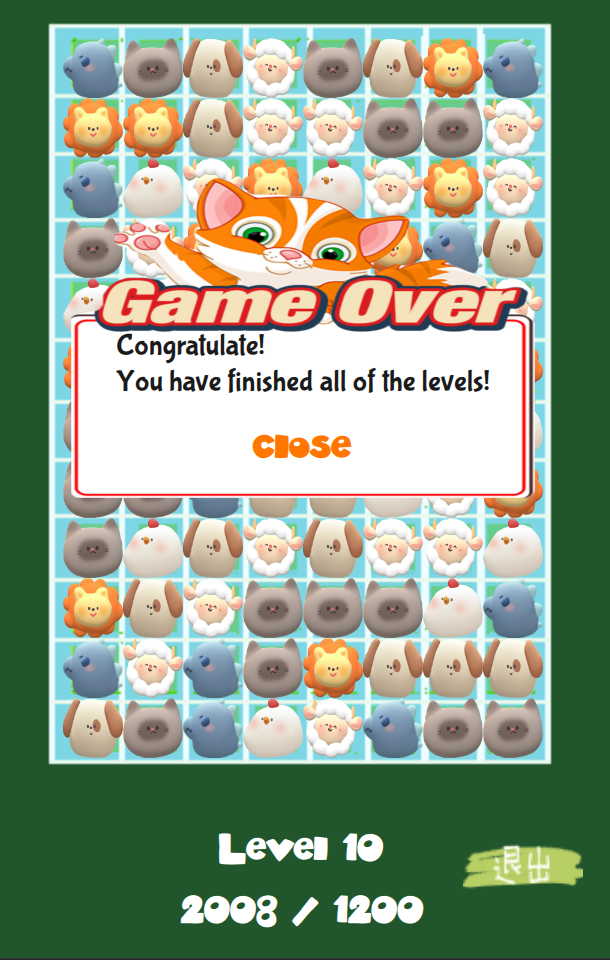 Game Over
Congratulate!
You have finished all of the levels!
Close
Level 10
退出
2008 / 1200